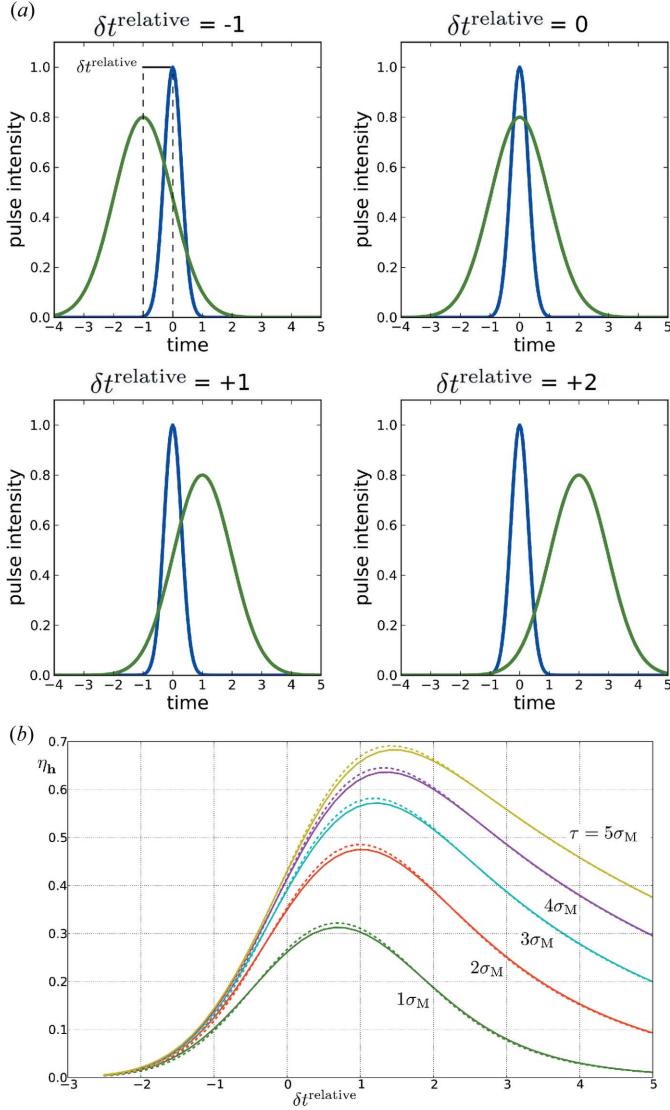 (a)
δt^relative = -1
δt^relative = 0
δt^relative
pulse intensity
1.0
0.8
0.6
0.4
0.2
0.0
−4 −3 −2 −1 0 1 2 3 4 5
time
pulse intensity
1.0
0.8
0.6
0.4
0.2
0.0
−4 −3 −2 −1 0 1 2 3 4 5
time
δt^relative = +1
δt^relative = +2
pulse intensity
1.0
0.8
0.6
0.4
0.2
0.0
−4 −3 −2 −1 0 1 2 3 4 5
time
pulse intensity
1.0
0.8
0.6
0.4
0.2
0.0
−4 −3 −2 −1 0 1 2 3 4 5
time
(b)
η_h
0.7
0.6
0.5
0.4
0.3
0.2
0.1
0.0
τ = 5σ_M
4σ_M
3σ_M
2σ_M
1σ_M
−3 −2 −1 0 1 2 3 4 5
δt^relative